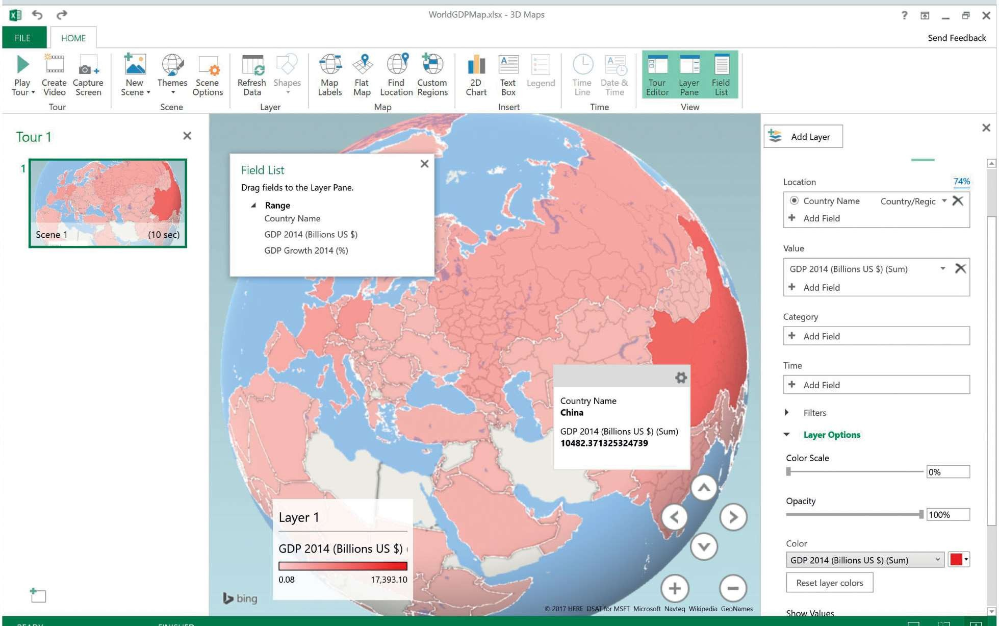 WorldGDPMap.xlsx - 3D Maps
?
FILE
HOME
Send Feedback
Play Tour
Create Video
Capture Screen
New Scene
Themes
Scene Options
Refresh Data
Shapes
Map Labels
Flat Map
Find Location
Custom Regions
2D Chart
Text Box
Legend
Time Line
Date & Time
Tour Editor
Layer Pane
Field List
Tour
Scene
Layer
Map
Insert
Time
View
Tour 1
1
Scene 1
(10 sec)
Field List
Drag fields to the Layer Pane.
Range
Country Name
GDP 2014 (Billions US $)
GDP Growth 2014 (%)
Country Name
China
GDP 2014 (Billions US $) (Sum)
10482.371325324739
Layer 1
GDP 2014 (Billions US $) (
0.08
17,393.10
bing
© 2017 HERE DSAT for MSFT Microsoft Navteq Wikipedia GeoNames
Add Layer
Location
74%
Country Name
Country/Regic
Add Field
Value
GDP 2014 (Billions US $) (Sum)
Add Field
Category
Add Field
Time
Add Field
Filters
Layer Options
Color Scale
0%
Opacity
100%
Color
GDP 2014 (Billions US $) (Sum)
Reset layer colors
Show Values
READY
FINISHED